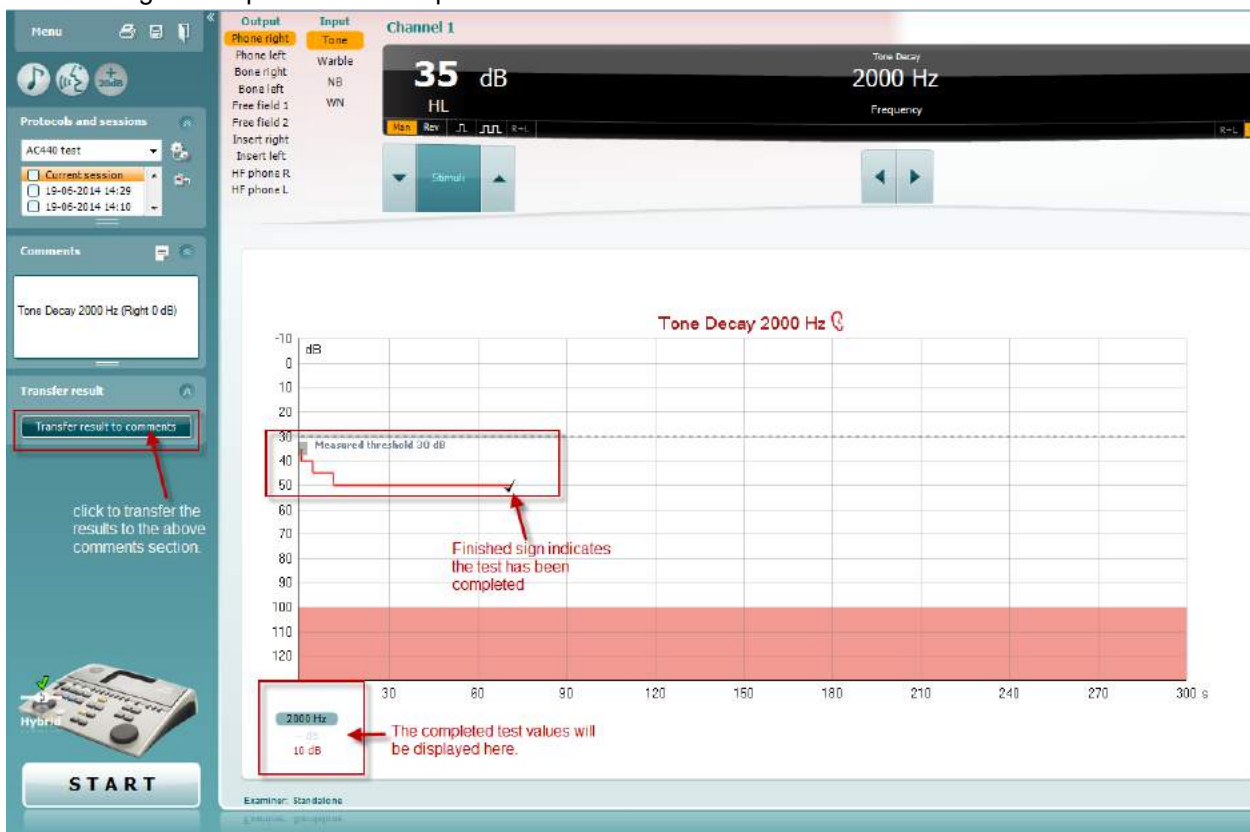 Menu
Protocols and sessions
AC440 test
Current session
19-06-2014 14:29
19-06-2014 14:10
Comments
Tone Decay 2000 Hz (Right 0 dB)
Transfer result
Transfer result to comments
click to transfer the
results to the above
comments section.
Hybrid
START
Output
Phone right
Phone left
Bone right
Bone left
Free field 1
Free field 2
Insert right
Insert left
HF phone R
HF phone L
Input
Tone
Warble
NB
WN
Channel 1
35 dB
HL
Man Rev R→L
Stimuli
Tone Decay
2000 Hz
Frequency
R→L
Tone Decay 2000 Hz
dB
-10
0
10
20
30
40
50
60
70
80
90
100
110
120
Measured threshold 30 dB
Finished sign indicates
the test has been
completed
30 60 90 120 150 180 210 240 270 300 s
2000 Hz
-- dB
10 dB
The completed test values will
be displayed here.
Examiner: Standalone